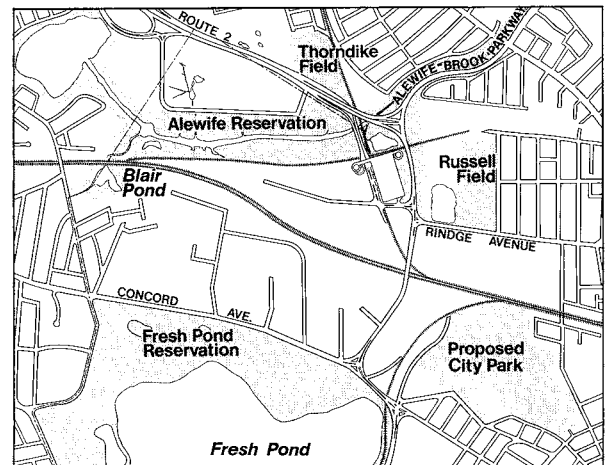 ROUTE 2
Thorndike
Field
ALEWIFE-BROOK-PARKWAY
Alewife Reservation
Russell
Field
Blair
Pond
RINDGE AVENUE
CONCORD AVE.
Fresh Pond
Reservation
Proposed
City Park
Fresh Pond